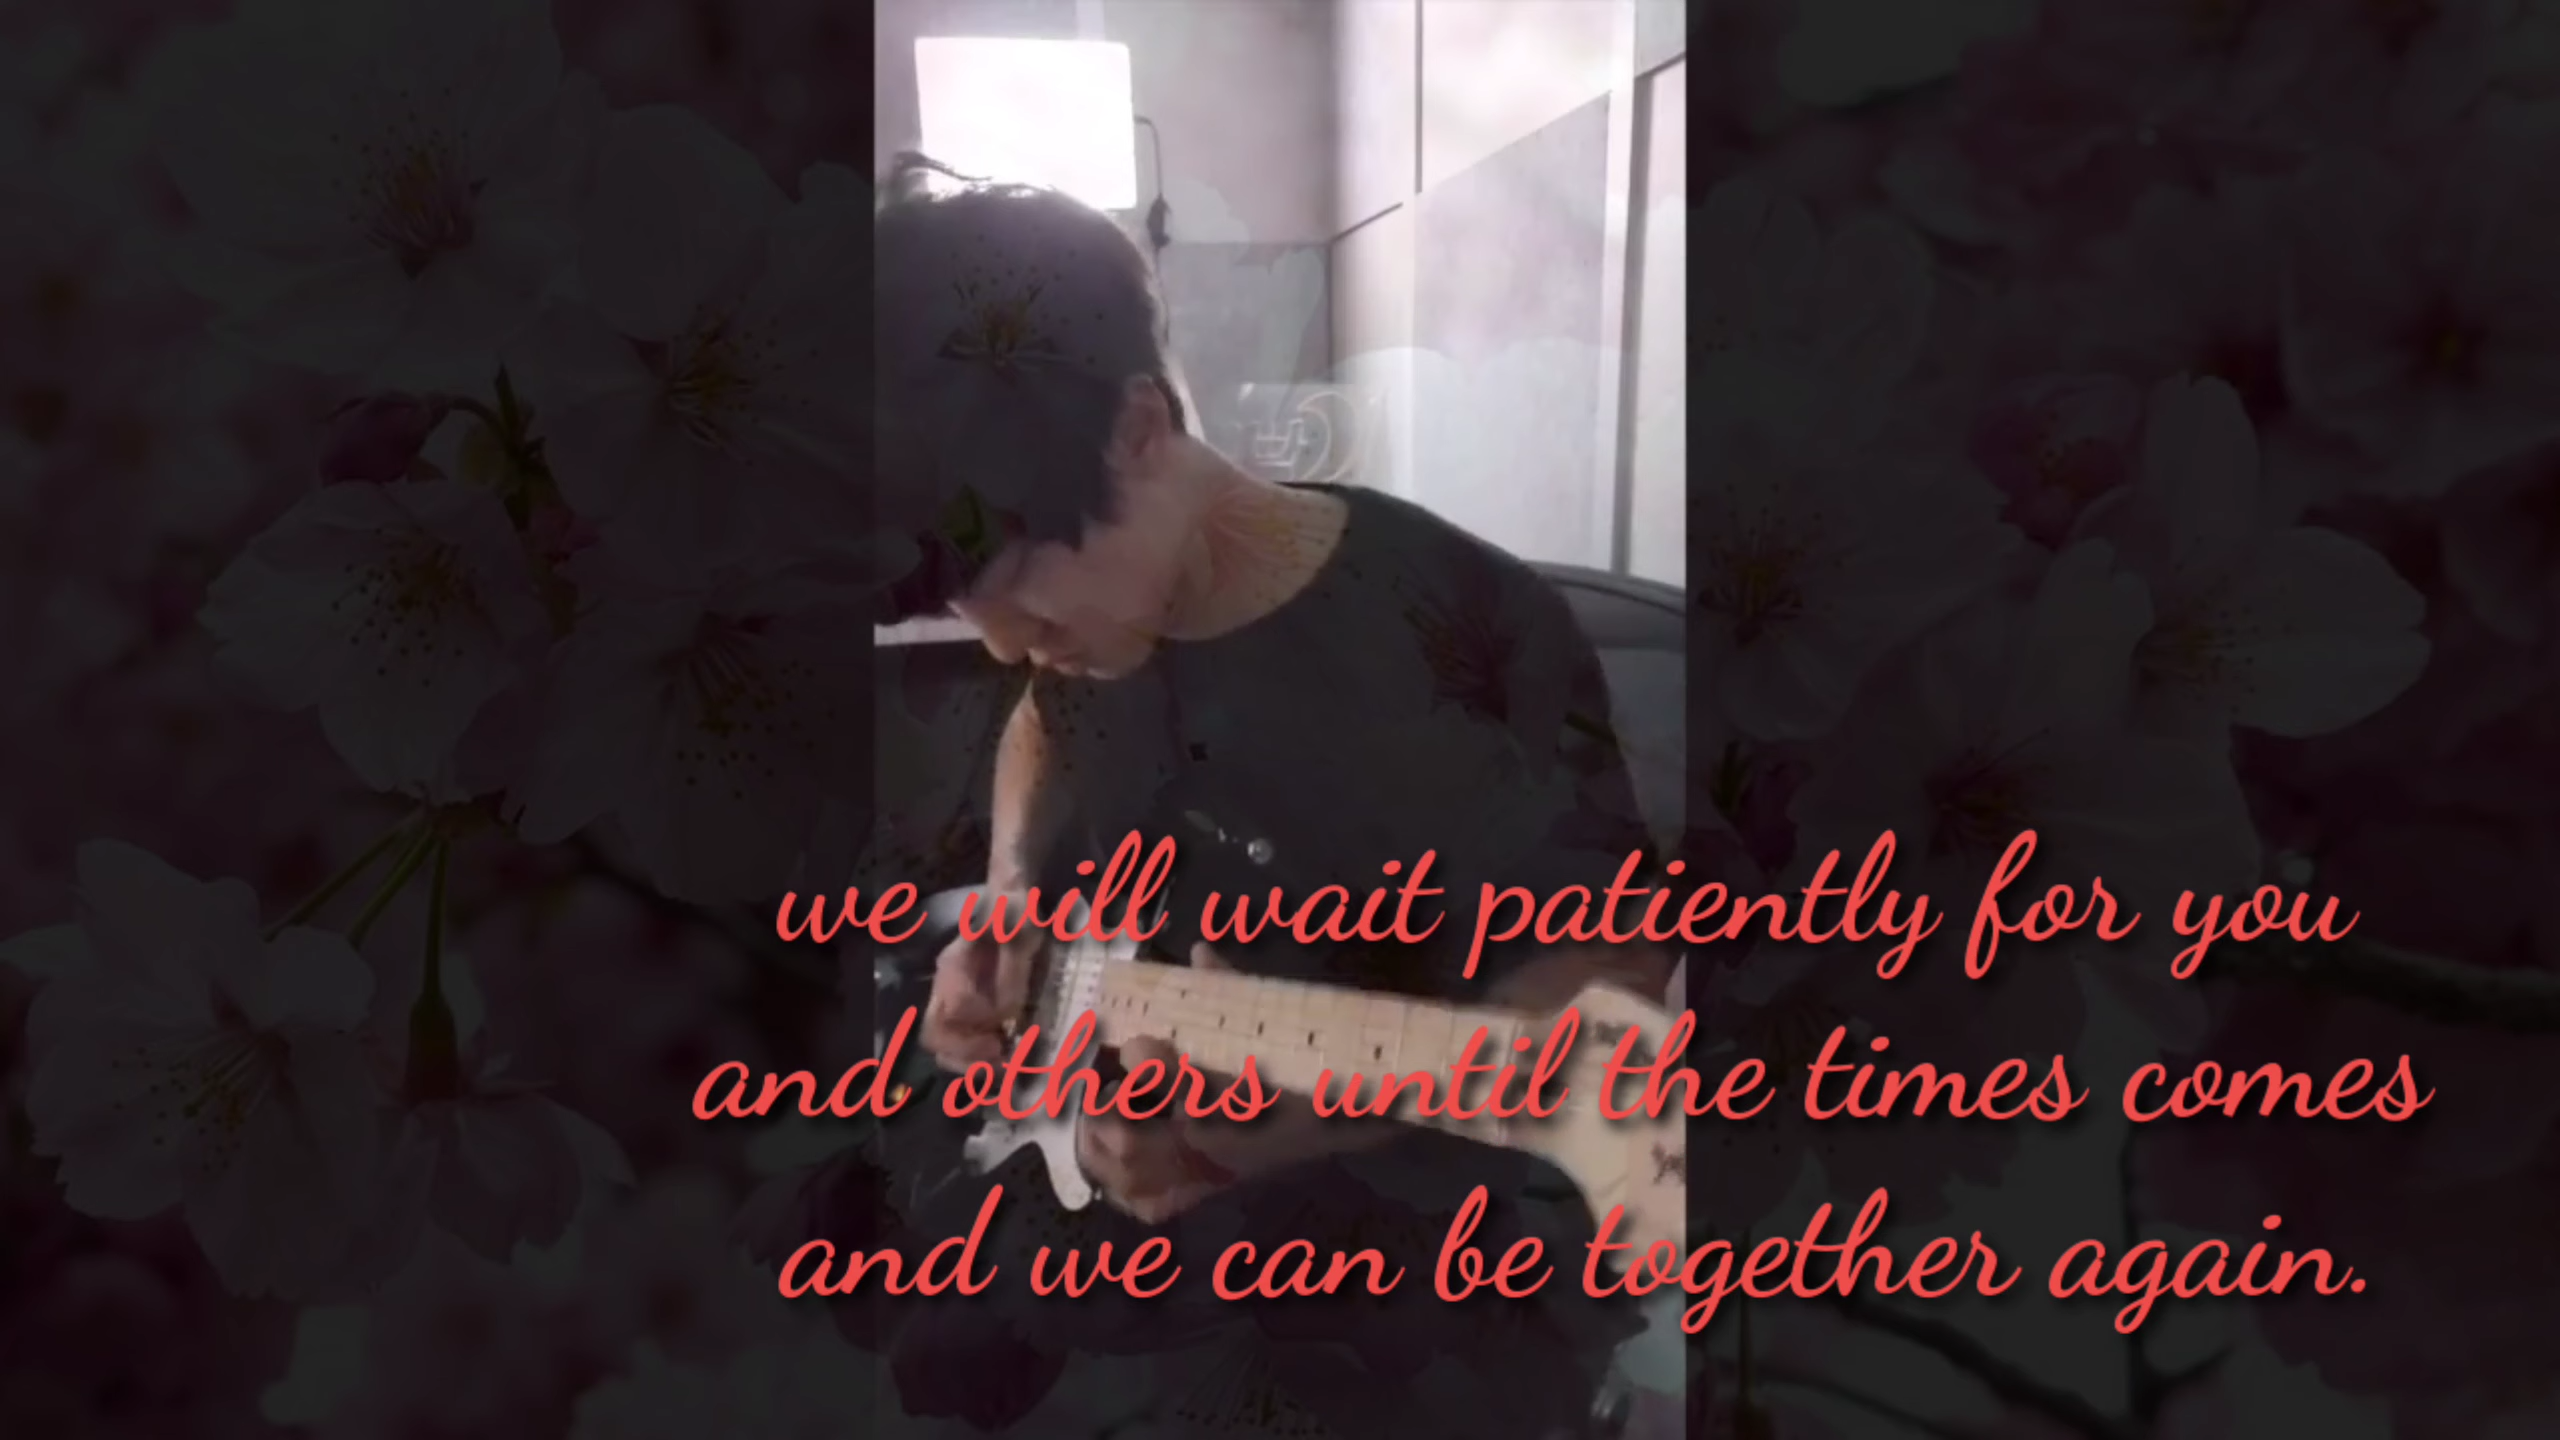 we will wait patiently for you
and others until the times comes
and we can be together again.